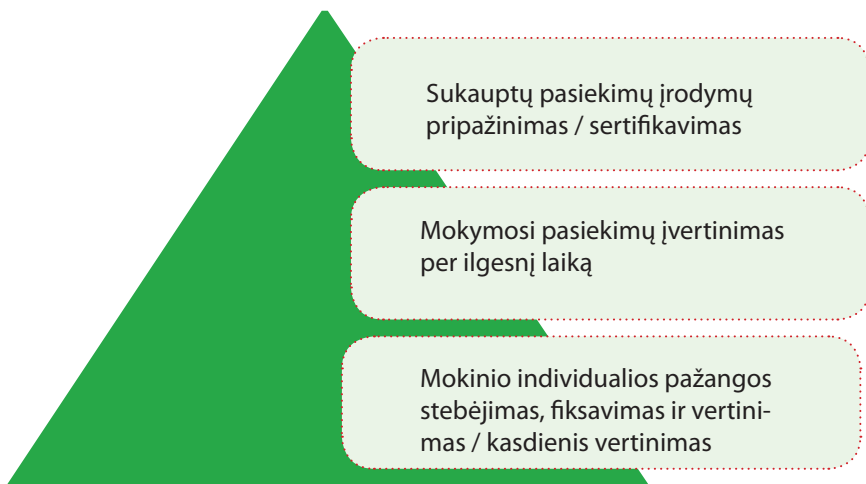 Sukauptų pasiekimų įrodymų
pripažinimas / sertifikavimas
Mokymosi pasiekimų įvertinimas
per ilgesnį laiką
Mokinio individualios pažangos
stebėjimas, fiksavimas ir vertini-
mas / kasdienis vertinimas